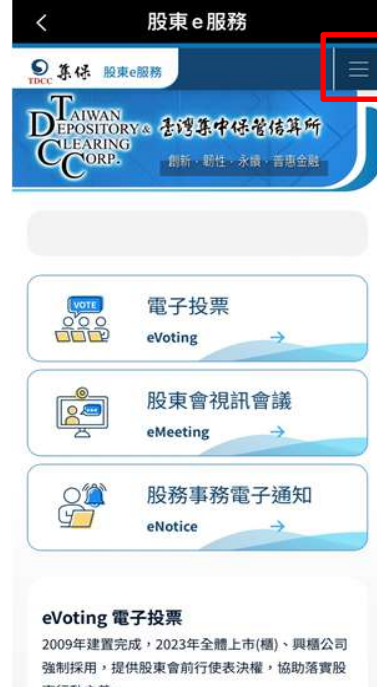 股東e服務
集保 股東e服務
TDCC
TAIWAN
DEPOSITORY &
CLEARING
CORP.
臺灣集中保管結算所
創新、韌性、永續、普惠金融
VOTE
電子投票
eVoting
股東會視訊會議
eMeeting
股務事務電子通知
eNotice
eVoting 電子投票
2009年建置完成，2023年全體上市(櫃)、興櫃公司
強制採用，提供股東會前行使表決權，協助落實股